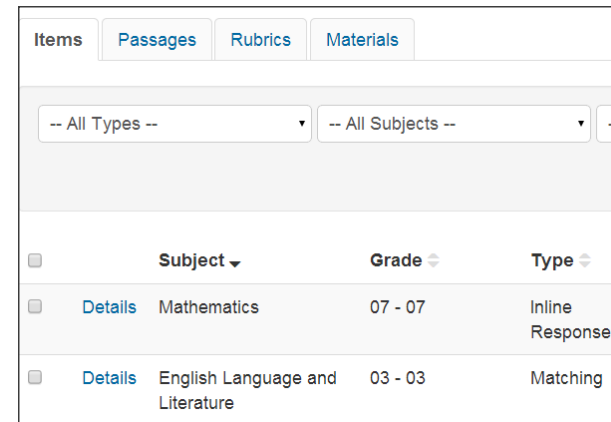 Items Passages Rubrics Materials
-- All Types -- -- All Subjects --
Subject Grade Type
Details Mathematics 07 - 07 Inline
Response
Details English Language and 03 - 03 Matching
Literature